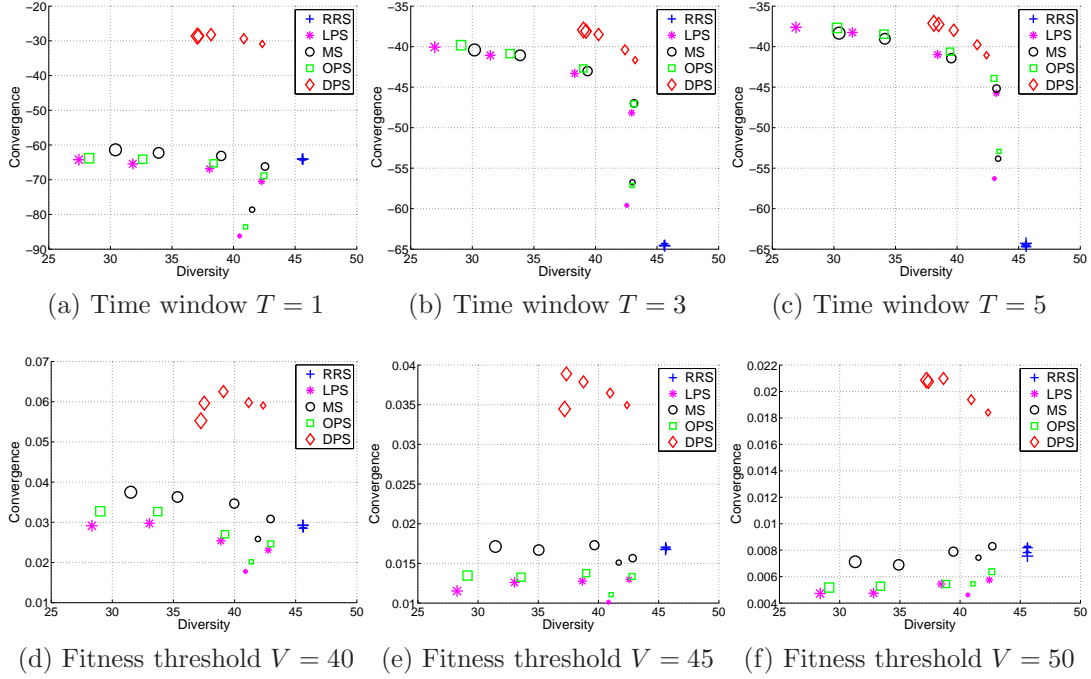 −20
−30
−40
−50
−60
−70
−80
−90
25 30 35 40 45 50
Convergence
Diversity
RRS
LPS
MS
OPS
DPS
(a) Time window T = 1
−35
−40
−45
−50
−55
−60
−65
25 30 35 40 45 50
Convergence
Diversity
RRS
LPS
MS
OPS
DPS
(b) Time window T = 3
−35
−40
−45
−50
−55
−60
−65
25 30 35 40 45 50
Convergence
Diversity
RRS
LPS
MS
OPS
DPS
(c) Time window T = 5
0.07
0.06
0.05
0.04
0.03
0.02
0.01
25 30 35 40 45 50
Convergence
Diversity
RRS
LPS
MS
OPS
DPS
(d) Fitness threshold V = 40
0.04
0.035
0.03
0.025
0.02
0.015
0.01
25 30 35 40 45 50
Convergence
Diversity
RRS
LPS
MS
OPS
DPS
(e) Fitness threshold V = 45
0.022
0.02
0.018
0.016
0.014
0.012
0.01
0.008
0.006
0.004
25 30 35 40 45 50
Convergence
Diversity
RRS
LPS
MS
OPS
DPS
(f) Fitness threshold V = 50